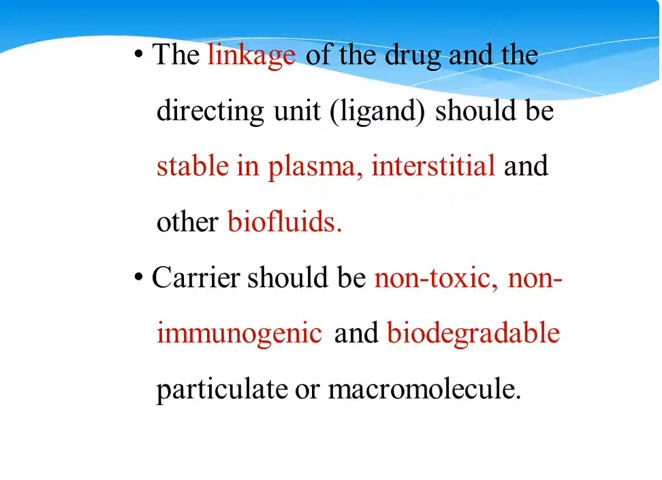 • The linkage of the drug and the
directing unit (ligand) should be
stable in plasma, interstitial and
other biofluids.
• Carrier should be non-toxic, non-
immunogenic and biodegradable
particulate or macromolecule.